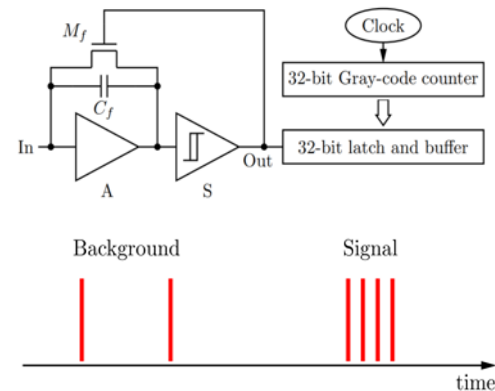 M_f
Clock
32-bit Gray-code counter
C_f
In
32-bit latch and buffer
Out
A
S
Background
Signal
time